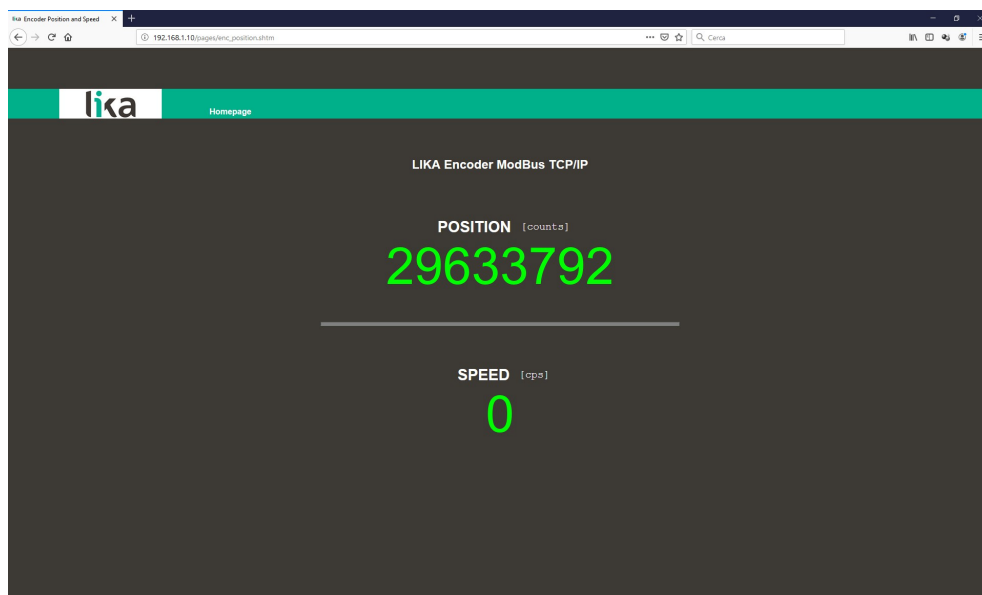 lika Encoder Position and Speed
192.168.1.10/pages/enc_position.shtm
Cerca
lika
Homepage
LIKA Encoder ModBus TCP/IP
POSITION [counts]
29633792
SPEED [cps]
0